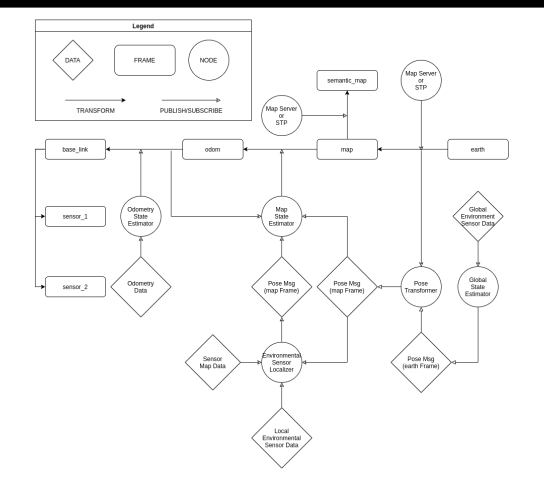 Legend
DATA
FRAME
NODE
TRANSFORM
PUBLISH/SUBSCRIBE
semantic_map
Map Server
or
STP
Map Server
or
STP
base_link
odom
map
earth
sensor_1
Odometry
State
Estimator
Map
State
Estimator
Global
Environment
Sensor Data
sensor_2
Odometry
Data
Pose Msg
(map Frame)
Pose Msg
(map Frame)
Pose
Transformer
Global
State
Estimator
Sensor
Map Data
Environmental
Sensor
Localizer
Pose Msg
(earth Frame)
Local
Environmental
Sensor Data